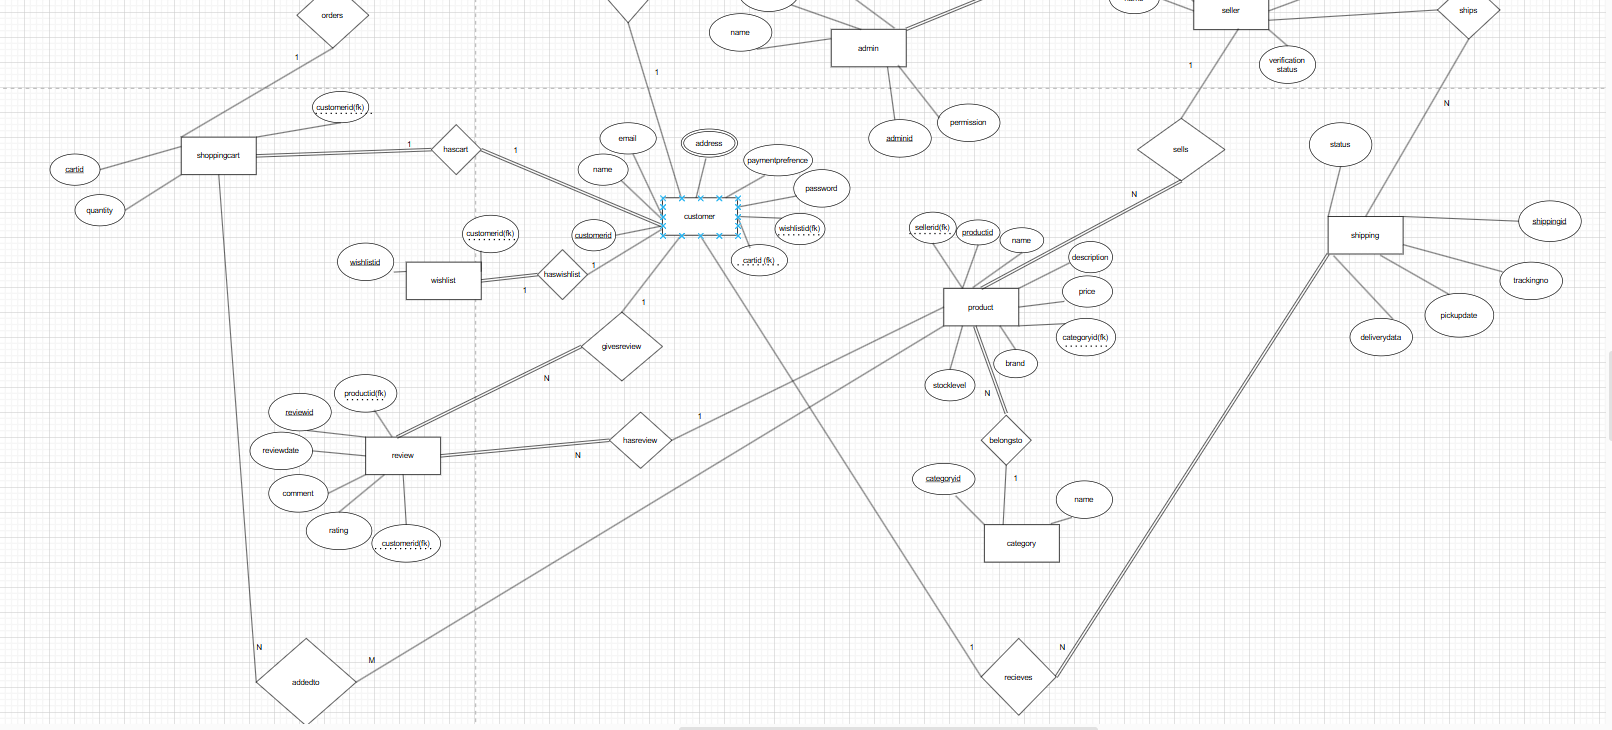 orders
name
admin
name
seller
ships
verification
status
1
1
1
N
customerid(fk)
permission
adminid
email
address
status
shoppingcart
1
hascart
1
sells
cartid
name
paymentprefrence
password
N
quantity
customer
shippingid
customerid(fk)
customerid
wishlistid(fk)
sellerid(fk)
productid
name
shipping
wishlistid
1
cartid (fk)
description
wishlist
haswishlist
1
trackingno
price
1
product
pickupdate
categoryid(fk)
deliverydata
givesreview
brand
N
stocklevel
productid(fk)
N
reviewid
1
reviewdate
hasreview
belongsto
review
N
comment
categoryid
1
name
rating
customerid(fk)
category
N
M
1
N
addedto
recieves